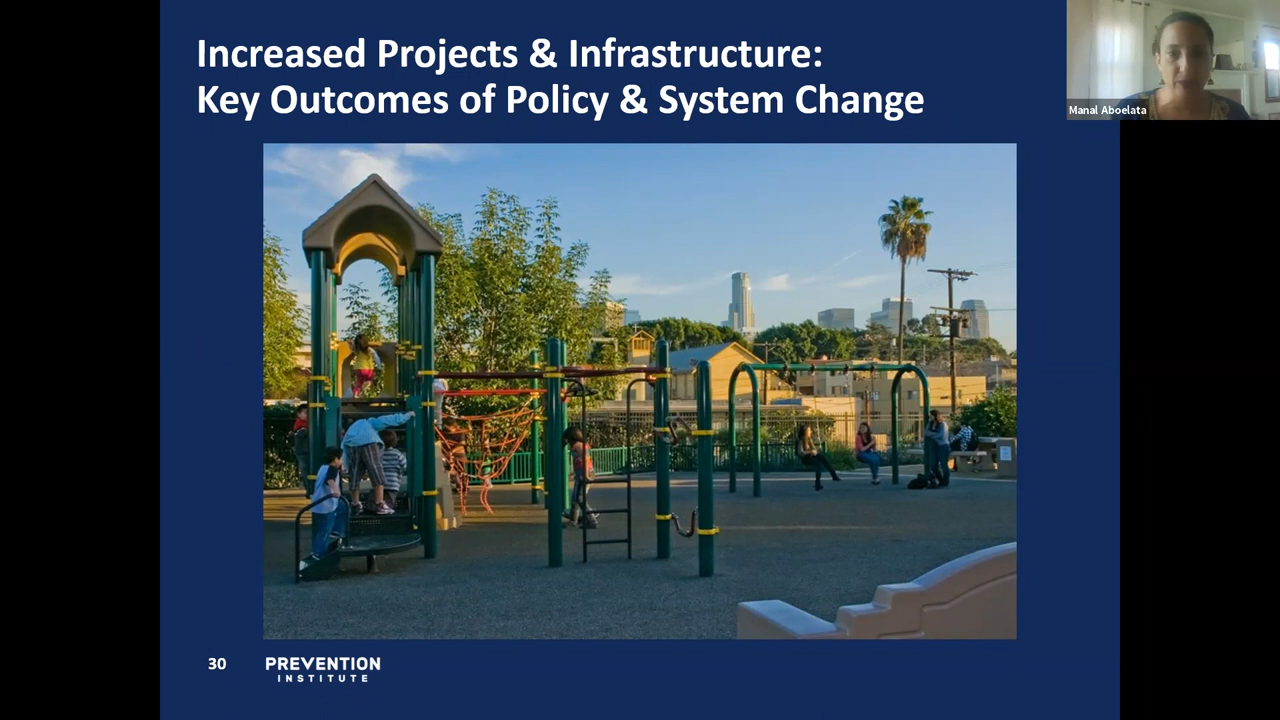 Increased Projects & Infrastructure:
Key Outcomes of Policy & System Change
Manal Aboelata
30
PREVENTION
INSTITUTE